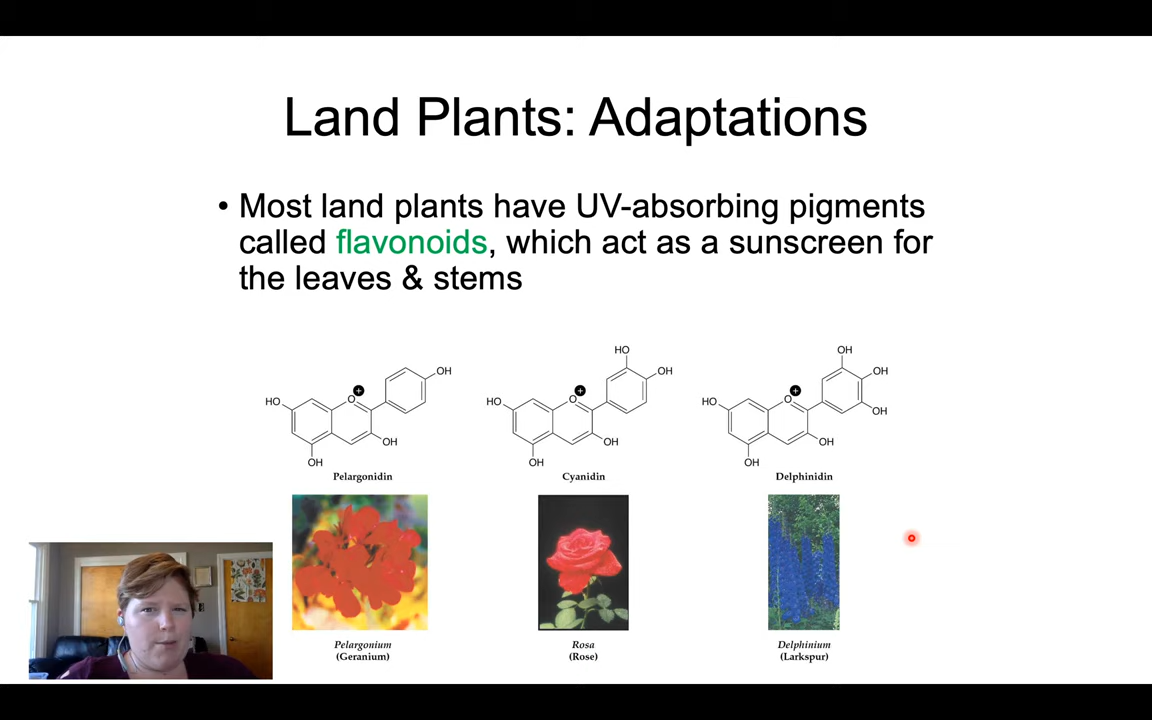 Land Plants: Adaptations
• Most land plants have UV-absorbing pigments
called flavonoids, which act as a sunscreen for
the leaves & stems
HO
O
+
OH
OH
OH
Pelargonidin
HO
O
+
HO
OH
OH
OH
Cyanidin
HO
O
+
OH
OH
OH
OH
OH
Delphinidin
Pelargonium
(Geranium)
Rosa
(Rose)
Delphinium
(Larkspur)